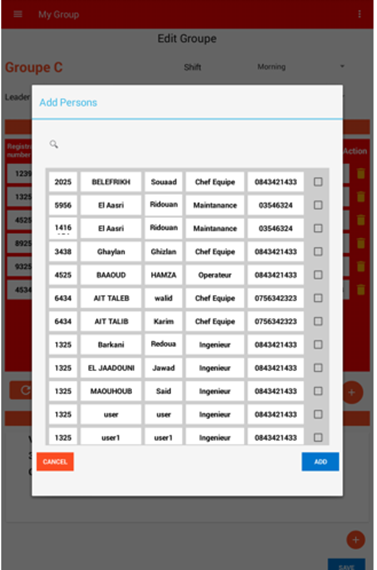 My Group
Edit Groupe
Groupe C Shift Morning
Leader
Add Persons
Registr
number Action
1239
1325
4525
8925
9325
4534
2025 BELEFRIKH Souaad Chef Equipe 0843421433
5956 El Aasri Ridouan Maintanance 03546324
1416 El Aasri Ridouan Maintanance 03546324
3438 Ghaylan Ghizlan Chef Equipe 0843421433
4525 BAAOUD HAMZA Operateur 0843421433
6434 AIT TALEB walid Chef Equipe 0756342323
6434 AIT TALIB Karim Chef Equipe 0756342323
1325 Barkani Redoua Ingenieur 0843421433
1325 EL JAADOUNI Jawad Ingenieur 0843421433
1325 MAOUHOUB Said Ingenieur 0843421433
1325 user user Ingenieur 0843421433
1325 user1 user1 Ingenieur 0843421433
CANCEL ADD
SAVE